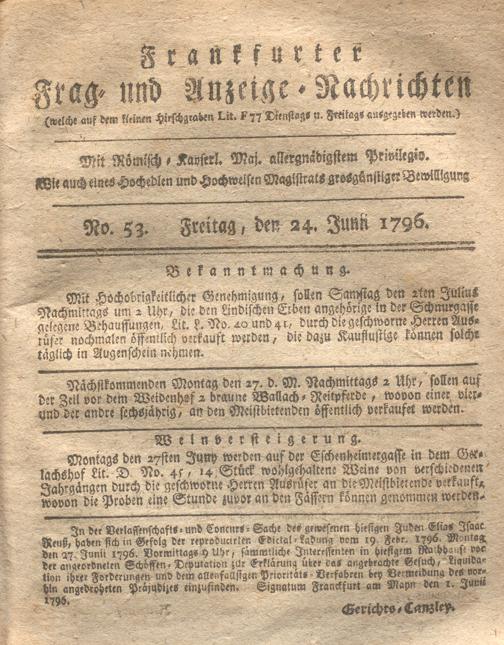 Frankfurter
Frag- und Anzeige-Nachrichten
(welche auf dem kleinen Hirschgraben Lit. F 77 Dienstags u. Freitags ausgegeben werden.)
Mit Römisch-Kayserl. Maj. allergnädigstem Privilegio.
Wie auch eines Hochedlen und Hochweisen Magistrats grosgünstiger Bewilligung
No. 53. Freitag, den 24. Junii 1796.
Bekanntmachung.
Mit Hochobrigkeitlicher Genehmigung, sollen Samstag den 2ten Julius
Nachmittags um 2 Uhr, die den Lindischen Erben angehörige in der Schnurgasse
gelegene Behausungen, Lit. L. No. 40 und 41, durch die geschworne Herren Aus-
rüfer nochmalen öffentlich verkauft werden, die dazu Kauflustige können solche
täglich in Augenschein nehmen.
Nächstkommenden Montag den 27. d. M. Nachmittags 2 Uhr, sollen auf
der Zeil vor dem Weidenhof 2 braune Wallach-Reitpferde, wovon einer vier-
und der andre sechsjährig, an den Meistbietenden öffentlich verkaufet werden.
Weinversteigerung.
Montags den 27sten Juny werden auf der Eschenheimergasse in dem Ger-
lachshof Lit. D. No. 45, 14 Stück wohlgehaltene Weine von verschiedenen
Jahrgängen durch die geschworne Herren Ausrüfer an die Meistbietende verkauft,
wovon die Proben eine Stunde zuvor an den Fässern können genommen werden.
In der Verlassenschafts- und Concurs-Sache des gewesenen hiesigen Juden Elias Isaac
Reuß, haben sich in Gefolg der reproducirten Edictal-Ladung vom 19. Febr. 1796. Montag
den 27. Junii 1796. Vormittags 9 Uhr, sämmtliche Interessenten in hiesigem Rathhause vor
der angeordneten Schöffen-Deputation zur Erklärung über das angebrachte Gesuch, Liquida-
tion ihrer Forderungen und dem allenfallsigen Prioritäts-Verfahren bey Vermeidung des vor-
hin angedroheten Präjudizes einzufinden. Signatum Franckfurt am Mayn den 1. Junii
1796.
Gerichts-Canzley.